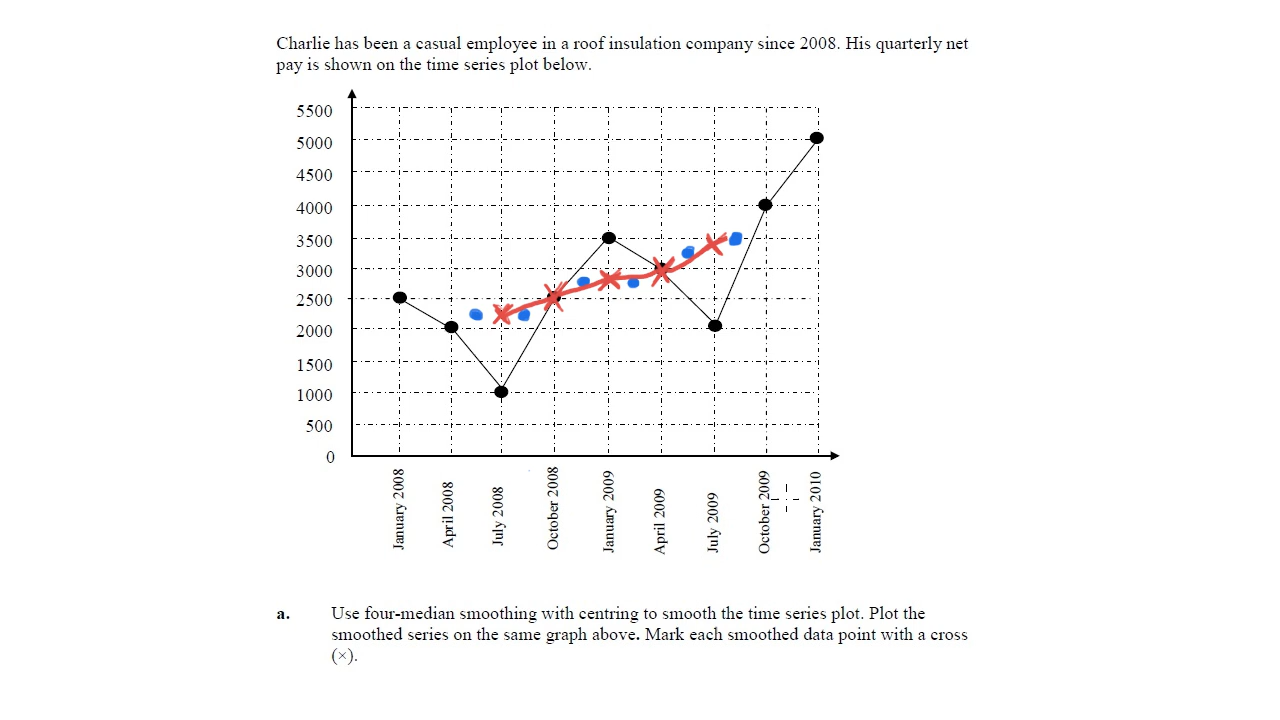 Charlie has been a casual employee in a roof insulation company since 2008. His quarterly net
pay is shown on the time series plot below.
5500
5000
4500
4000
3500
3000
2500
2000
1500
1000
500
0
January 2008
April 2008
July 2008
October 2008
January 2009
April 2009
July 2009
October 2009
January 2010
a. Use four-median smoothing with centring to smooth the time series plot. Plot the
smoothed series on the same graph above. Mark each smoothed data point with a cross
(×).